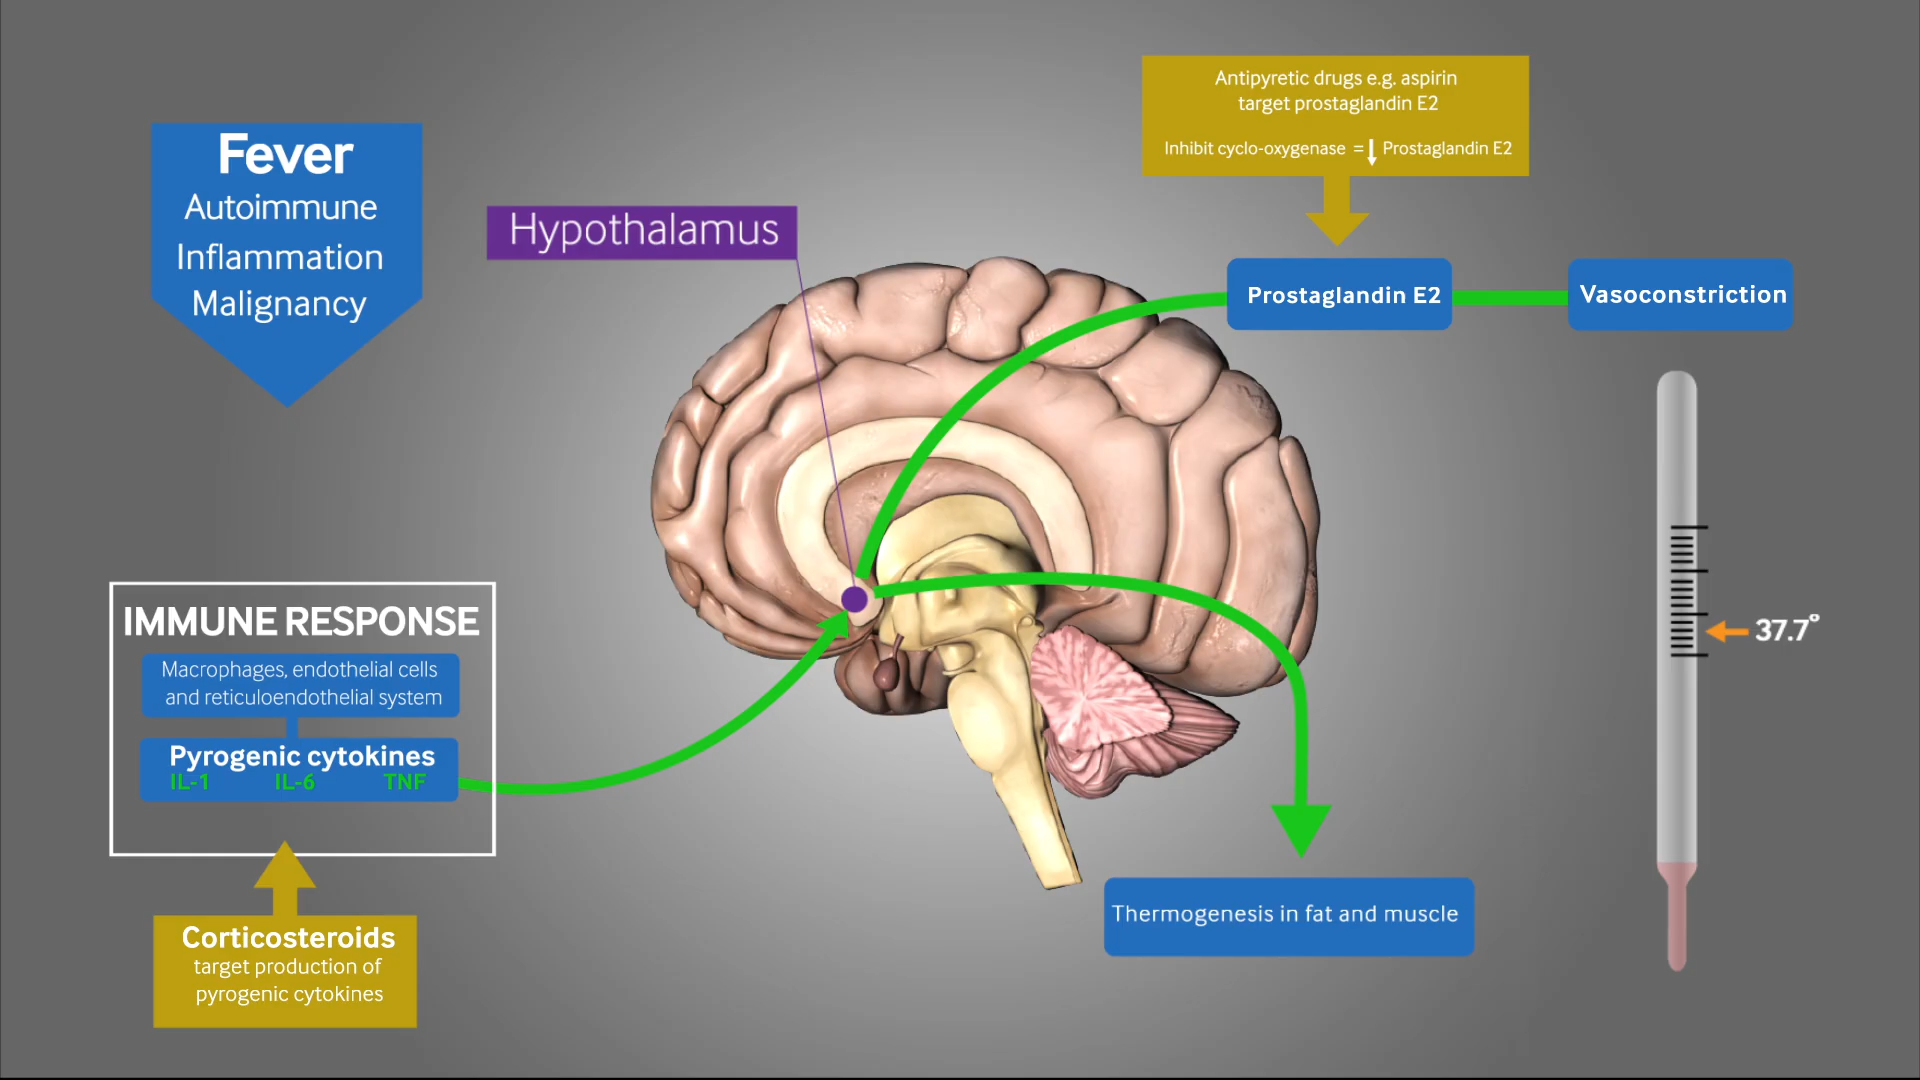 Fever
Autoimmune
Inflammation
Malignancy
Hypothalamus
Antipyretic drugs e.g. aspirin
target prostaglandin E2
Inhibit cyclo-oxygenase =↓ Prostaglandin E2
Prostaglandin E2
Vasoconstriction
37.7°
IMMUNE RESPONSE
Macrophages, endothelial cells
and reticuloendothelial system
Pyrogenic cytokines
IL-1 IL-6 TNF
Corticosteroids
target production of
pyrogenic cytokines
Thermogenesis in fat and muscle